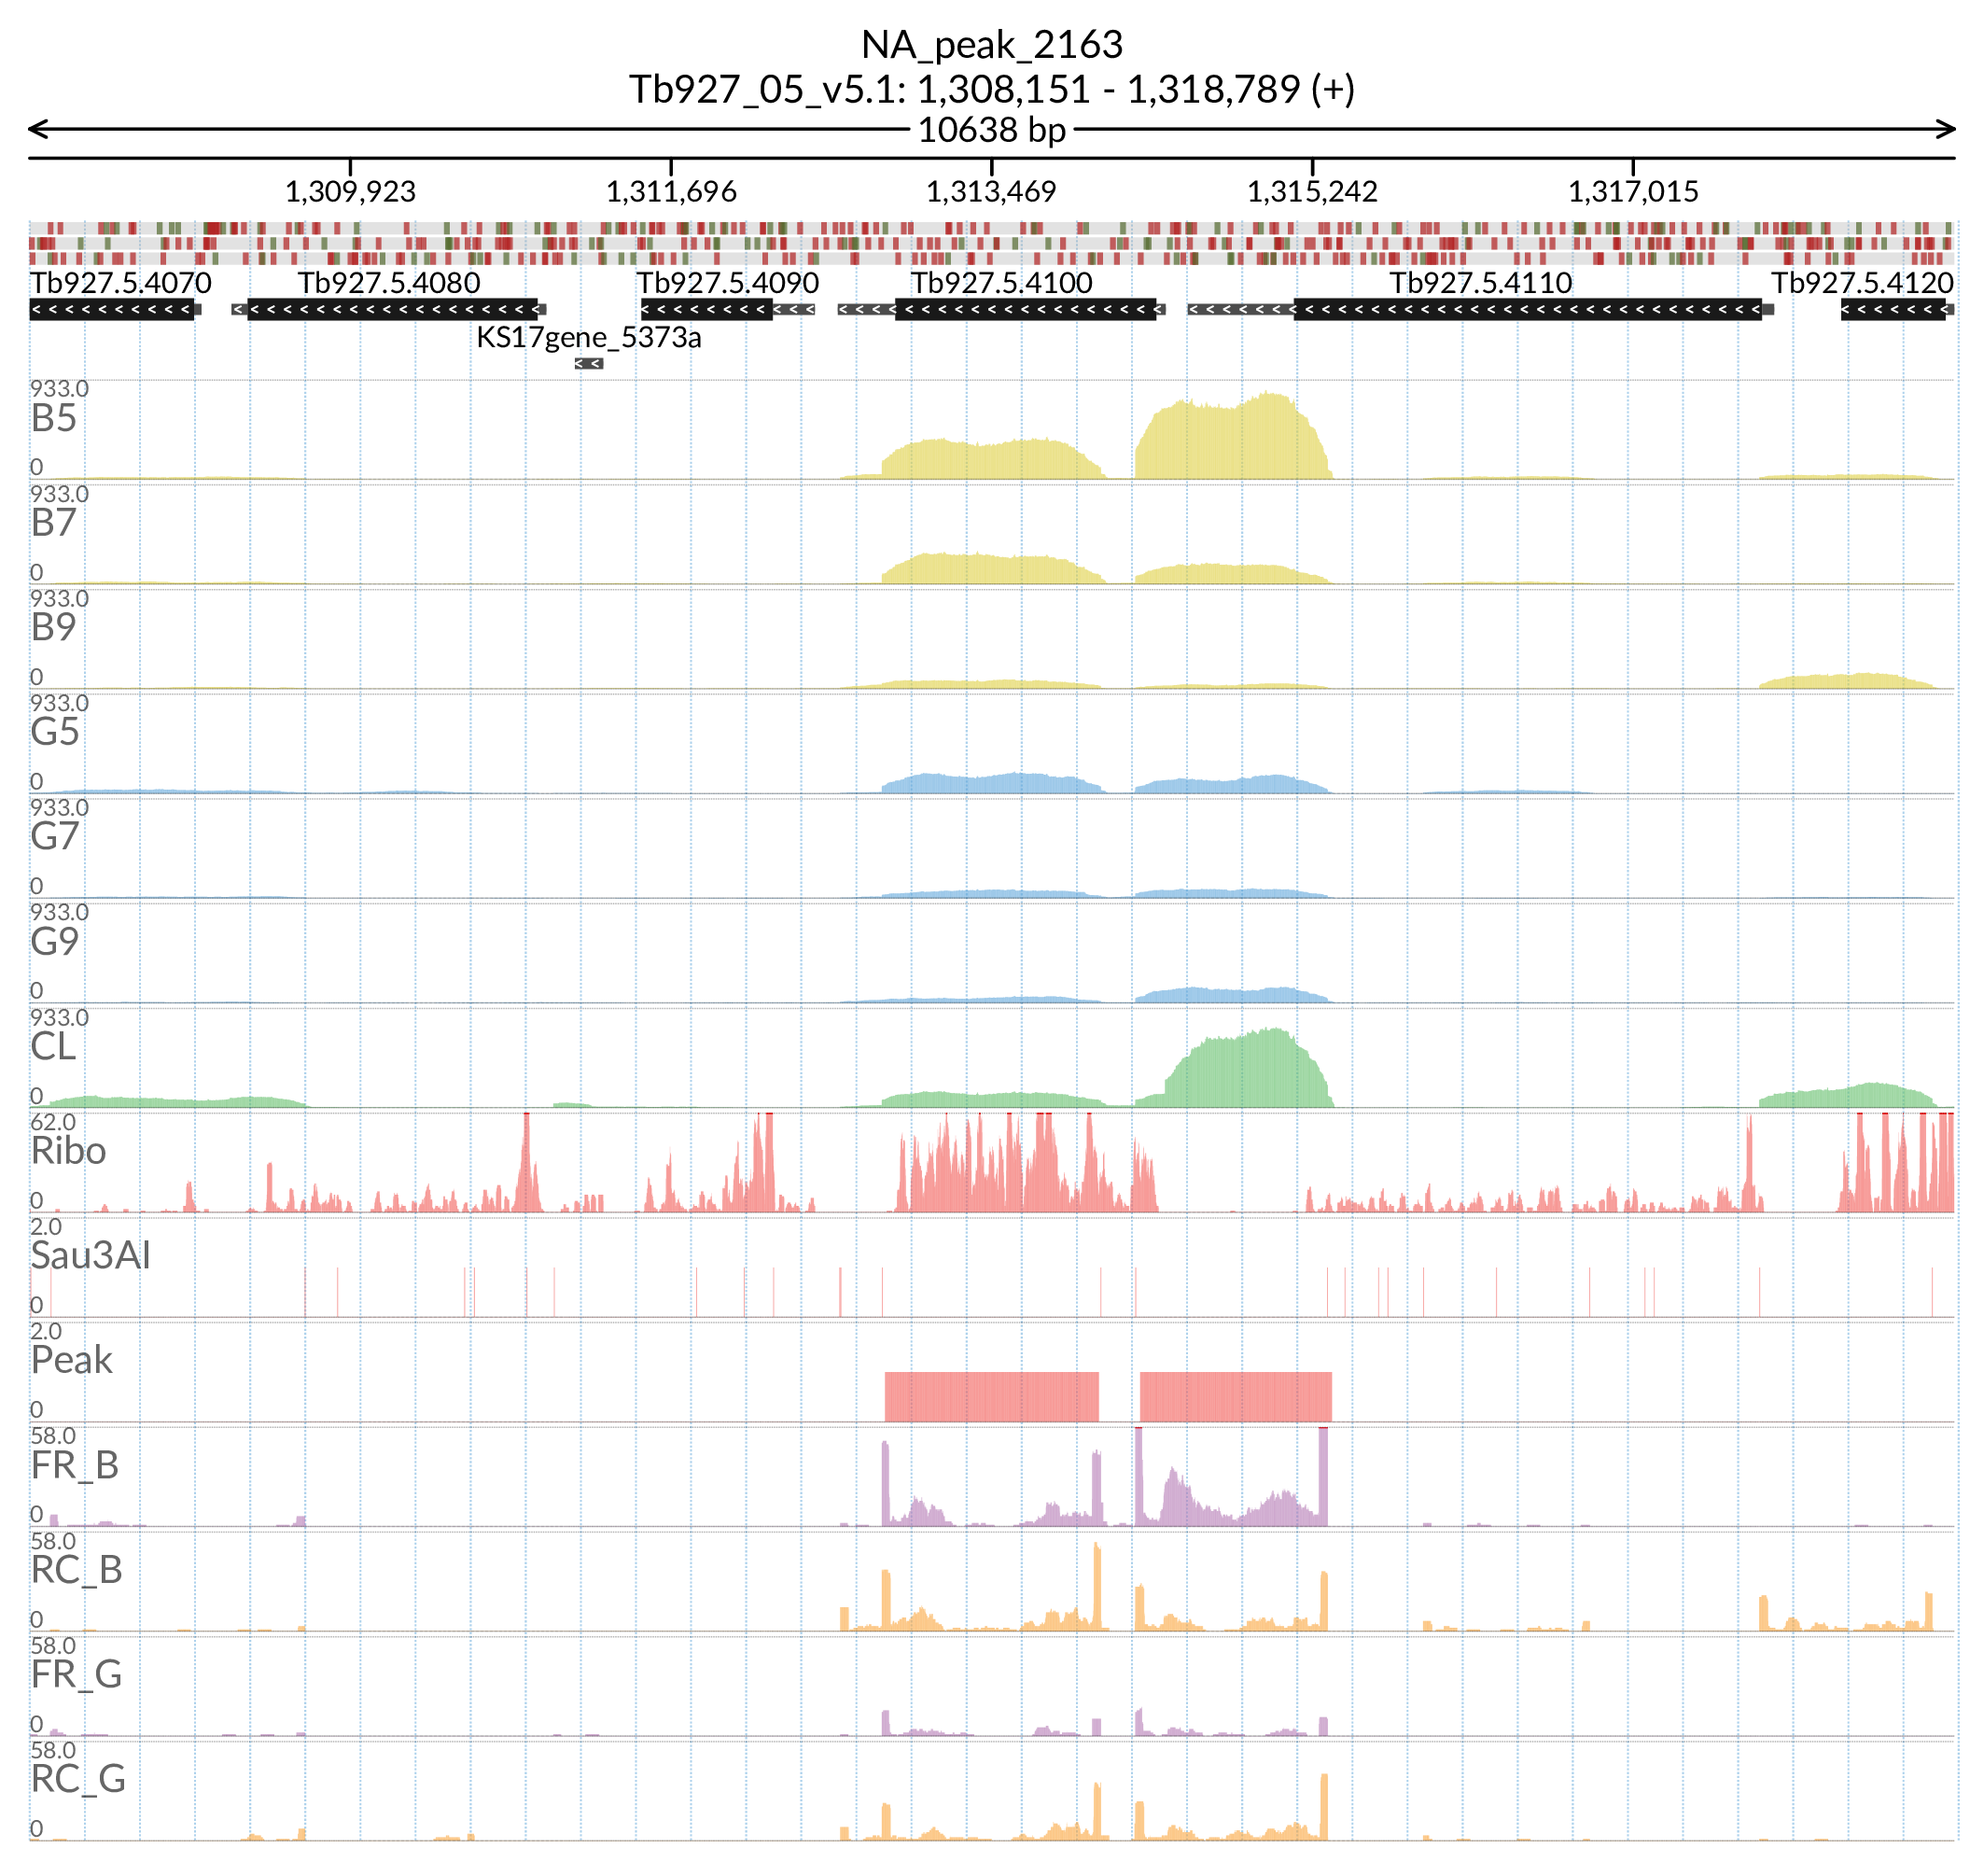 NA_peak_2163
Tb927_05_v5.1: 1,308,151 - 1,318,789 (+)
10638 bp
1,309,923 1,311,696 1,313,469 1,315,242 1,317,015
Tb927.5.4070 Tb927.5.4080 Tb927.5.4090 Tb927.5.4100 Tb927.5.4110 Tb927.5.4120
KS17gene_5373a
933.0
B5
0
933.0
B7
0
933.0
B9
0
933.0
G5
0
933.0
G7
0
933.0
G9
0
933.0
CL
0
62.0
Ribo
0
2.0
Sau3AI
0
2.0
Peak
0
58.0
FR_B
0
58.0
RC_B
0
58.0
FR_G
0
58.0
RC_G
0